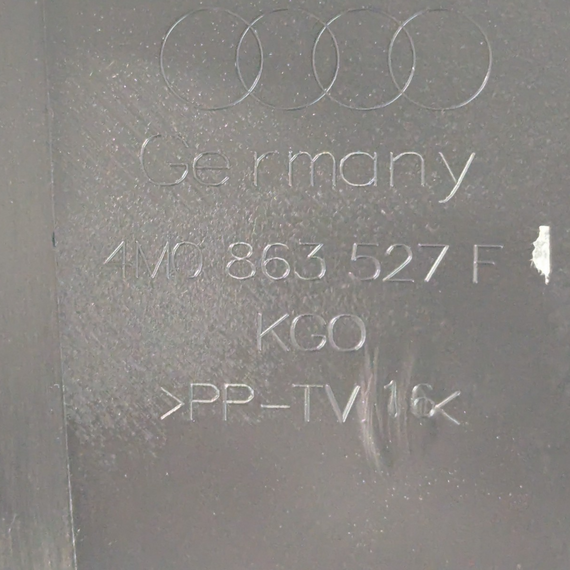 Germany
4M0 863 527 F
KGO
>PP-TV 16<